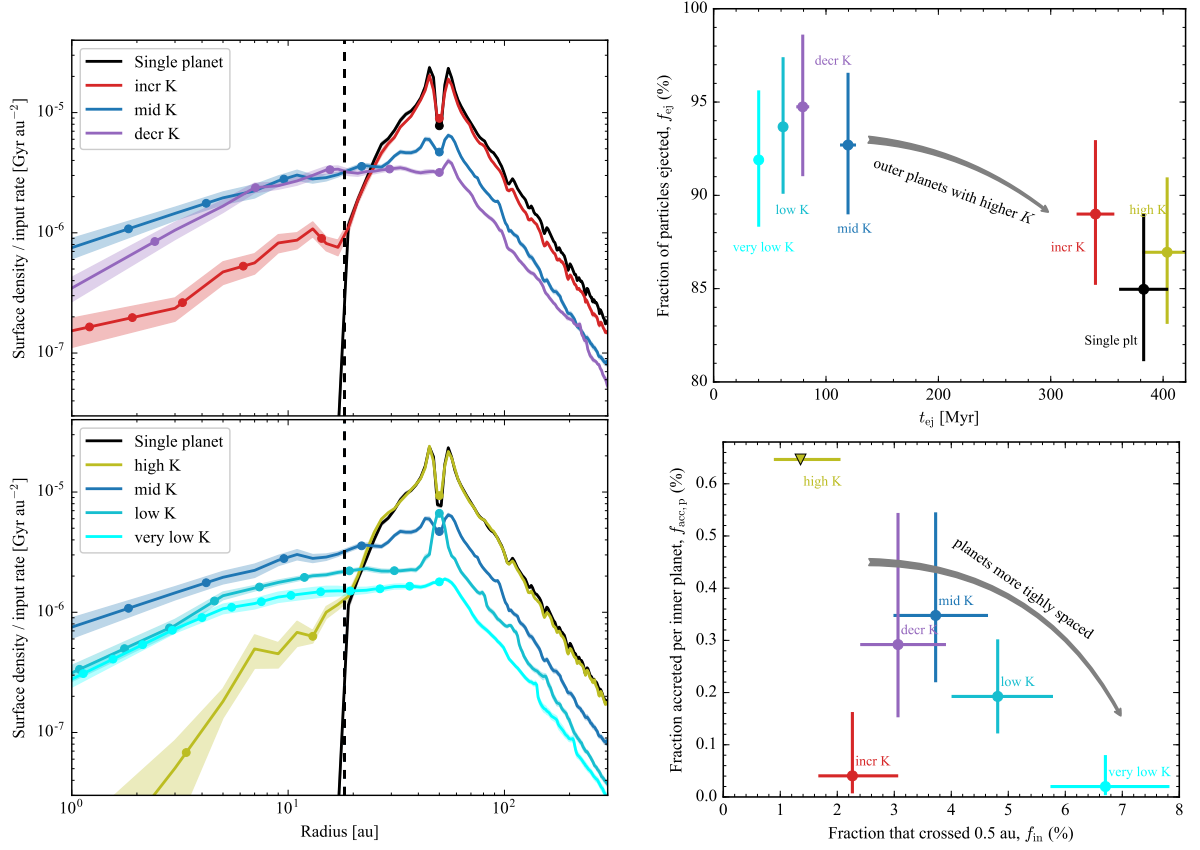 Single planet
incr K
mid K
decr K
10⁻⁵
10⁻⁶
10⁻⁷
Surface density / input rate [Gyr au⁻²]
Single planet
high K
mid K
low K
very low K
10⁻⁵
10⁻⁶
10⁻⁷
Surface density / input rate [Gyr au⁻²]
10⁰
10¹
10²
Radius [au]
100
95
90
85
80
Fraction of particles ejected, f_ej (%)
decr K
low K
very low K
mid K
outer planets with higher K
incr K
high K
Single plt
0
100
200
300
400
t_ej [Myr]
0.6
0.5
0.4
0.3
0.2
0.1
0.0
Fraction accreted per inner planet, f_acc,p (%)
high K
planets more tighly spaced
mid K
decr K
low K
incr K
very low K
0
1
2
3
4
5
6
7
8
Fraction that crossed 0.5 au, f_in (%)